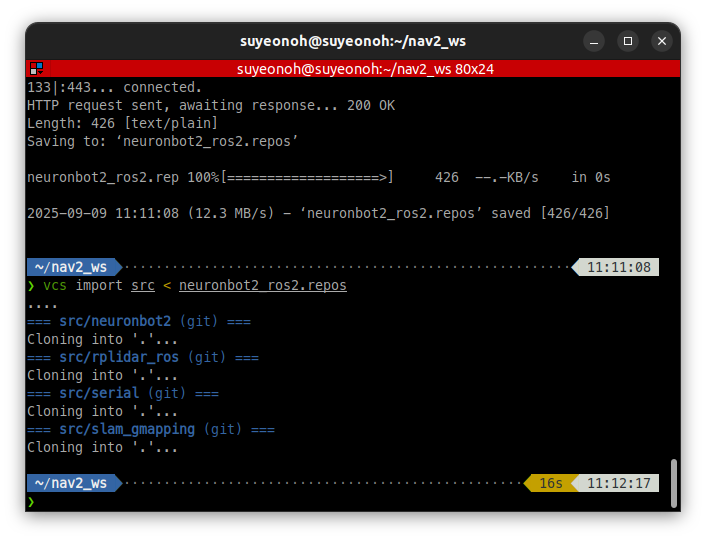 suyeonoh@suyeonoh:~/nav2_ws
suyeonoh@suyeonoh:~/nav2_ws 80x24
133|:443... connected.
HTTP request sent, awaiting response... 200 OK
Length: 426 [text/plain]
Saving to: ‘neuronbot2_ros2.repos’
neuronbot2_ros2.rep 100%[===================>]     426  --.-KB/s    in 0s
2025-09-09 11:11:08 (12.3 MB/s) - ‘neuronbot2_ros2.repos’ saved [426/426]
~/nav2_ws 11:11:08
❯ vcs import src < neuronbot2_ros2.repos
....
=== src/neuronbot2 (git) ===
Cloning into '.'...
=== src/rplidar_ros (git) ===
Cloning into '.'...
=== src/serial (git) ===
Cloning into '.'...
=== src/slam_gmapping (git) ===
Cloning into '.'...
~/nav2_ws 16s 11:12:17
❯